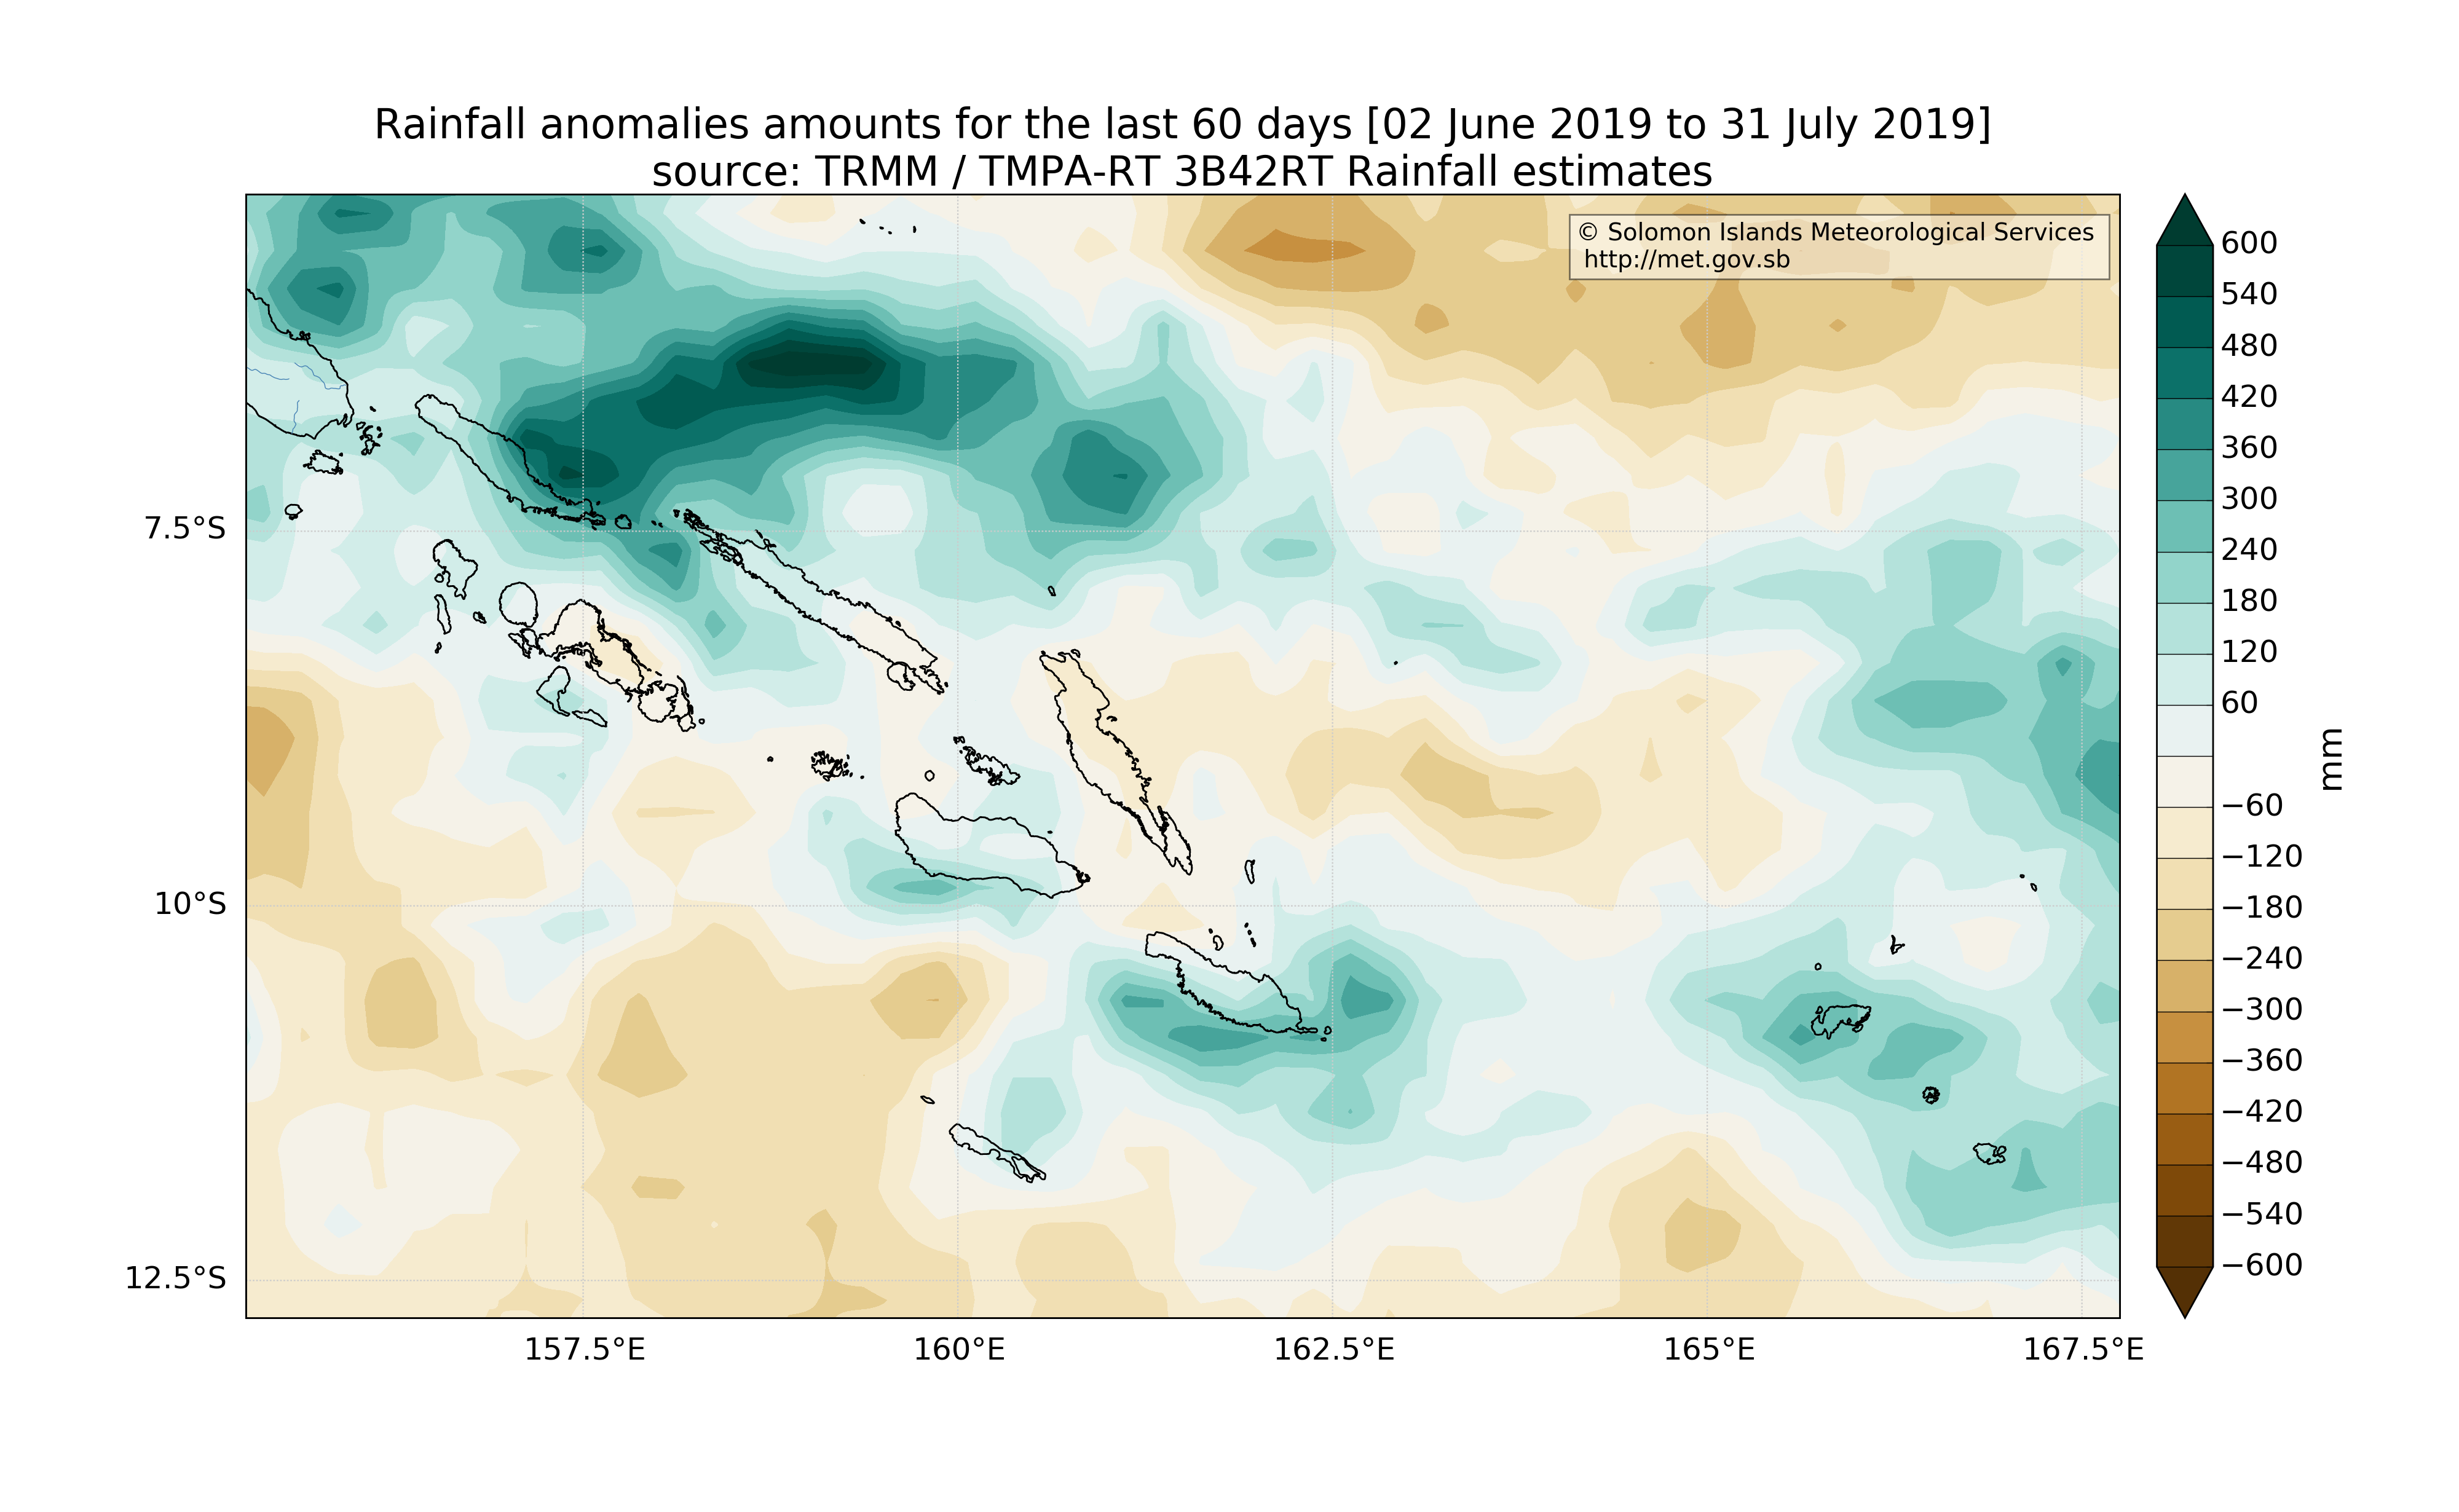 Rainfall anomalies amounts for the last 60 days [02 June 2019 to 31 July 2019]
source: TRMM / TMPA-RT 3B42RT Rainfall estimates
© Solomon Islands Meteorological Services
http://met.gov.sb
7.5°S
10°S
12.5°S
157.5°E
160°E
162.5°E
165°E
167.5°E
600
540
480
420
360
300
240
180
120
60
−60
−120
−180
−240
−300
−360
−420
−480
−540
−600
mm